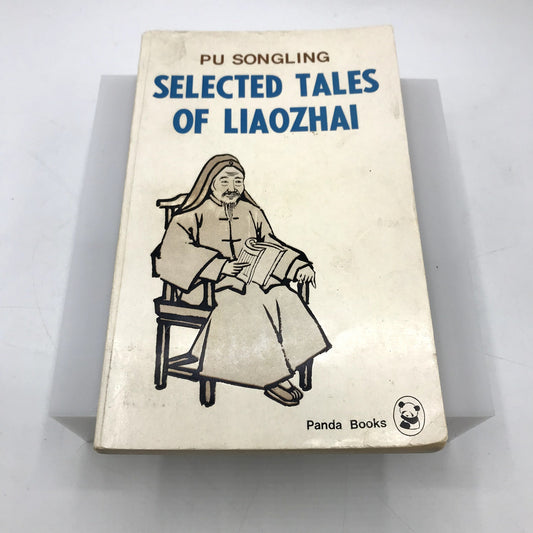 PU SONGLING
SELECTED TALES
OF LIAOZHAI
Panda Books